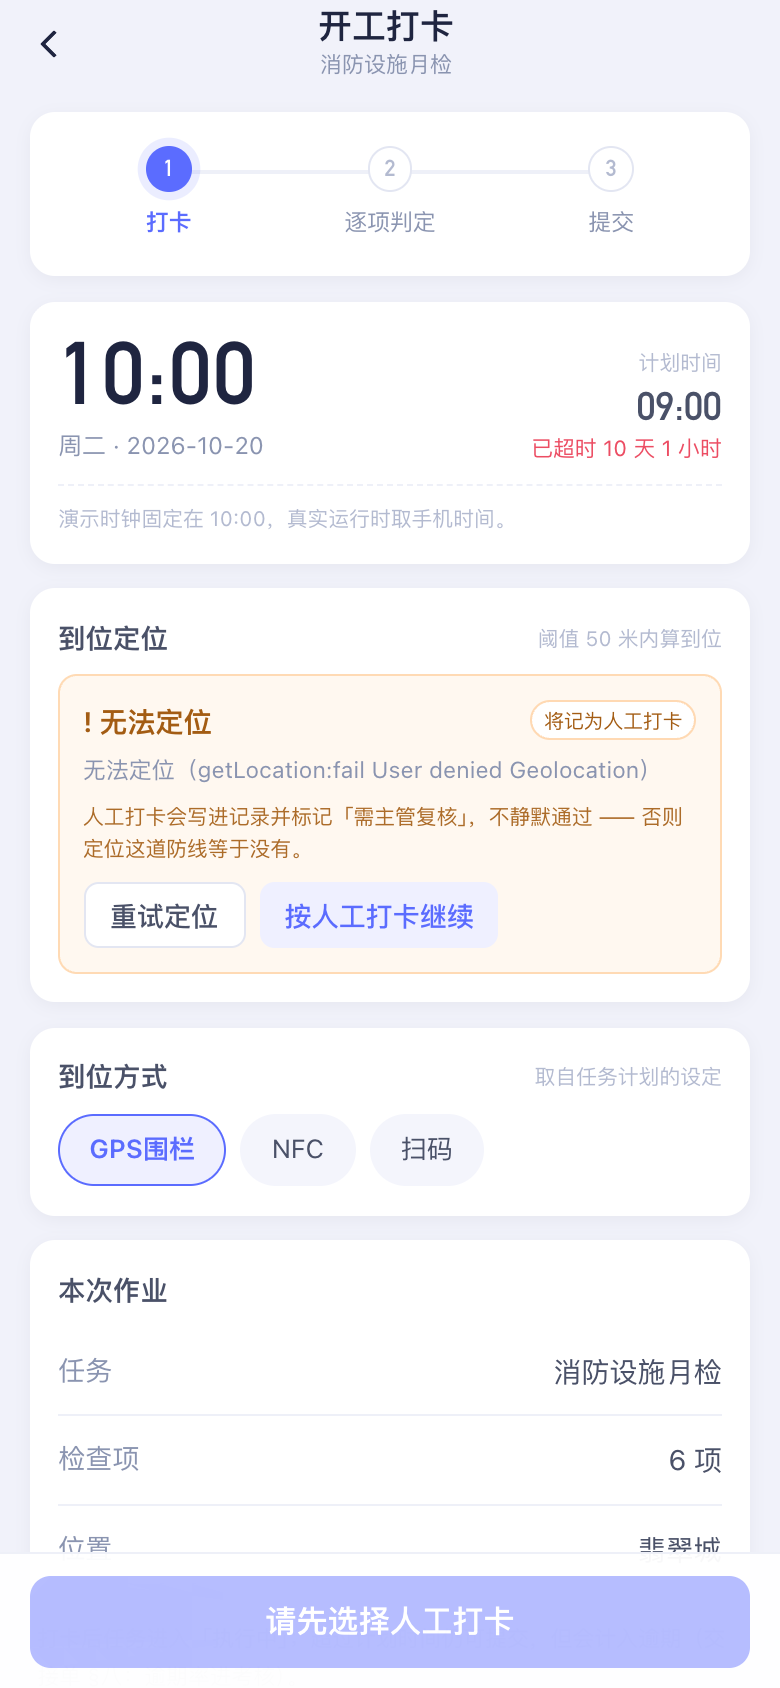 开工打卡
消防设施月检
1
2
3
打卡
逐项判定
提交
10:00
周二 · 2026-10-20
计划时间
09:00
已超时 10 天 1 小时
演示时钟固定在 10:00，真实运行时取手机时间。
到位定位
阈值 50 米内算到位
! 无法定位
将记为人工打卡
无法定位（getLocation:fail User denied Geolocation）
人工打卡会写进记录并标记「需主管复核」，不静默通过 —— 否则
定位这道防线等于没有。
重试定位
按人工打卡继续
到位方式
取自任务计划的设定
GPS围栏
NFC
扫码
本次作业
任务
消防设施月检
检查项
6 项
位置
翡翠城
请先选择人工打卡